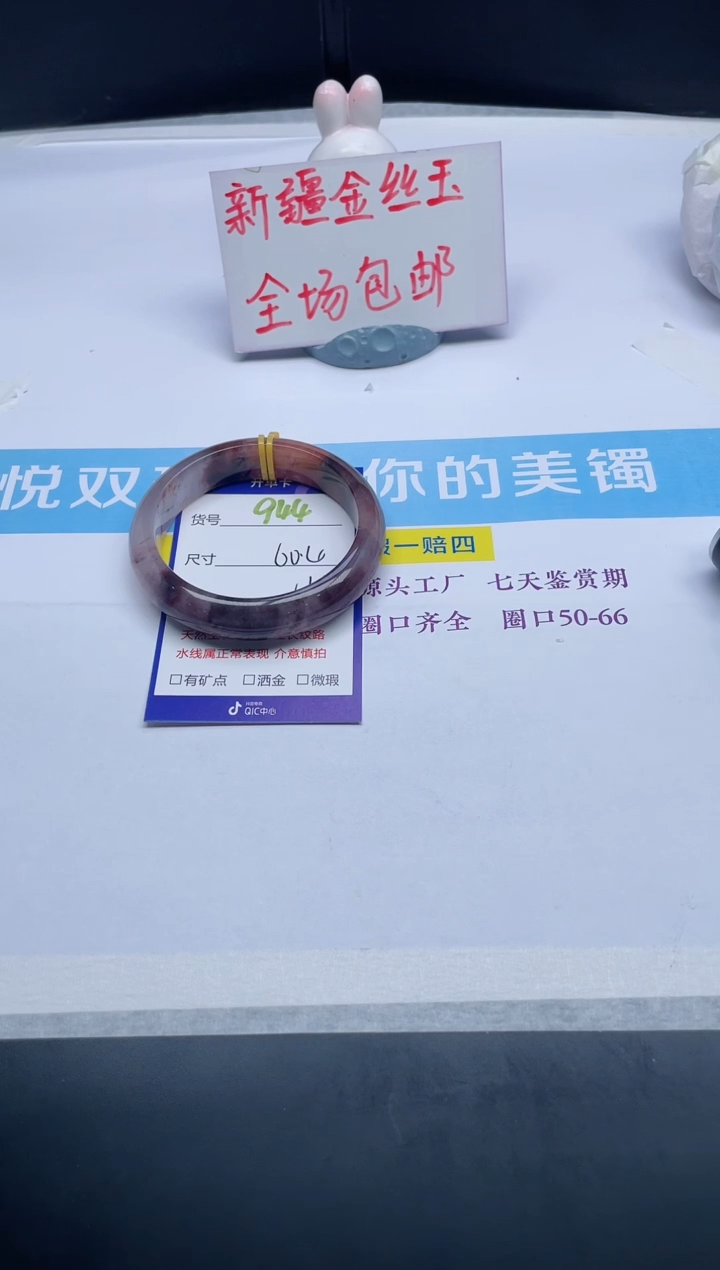 新疆金丝玉
全场包邮
悦双 你的美镯
开单卡
货号 944
尺寸 60.6
假一赔四
源头工厂 七天鉴赏期
圈口齐全 圈口50-66
水线属正常表现 介意慎拍
□有矿点 □洒金 □微瑕
QIC中心